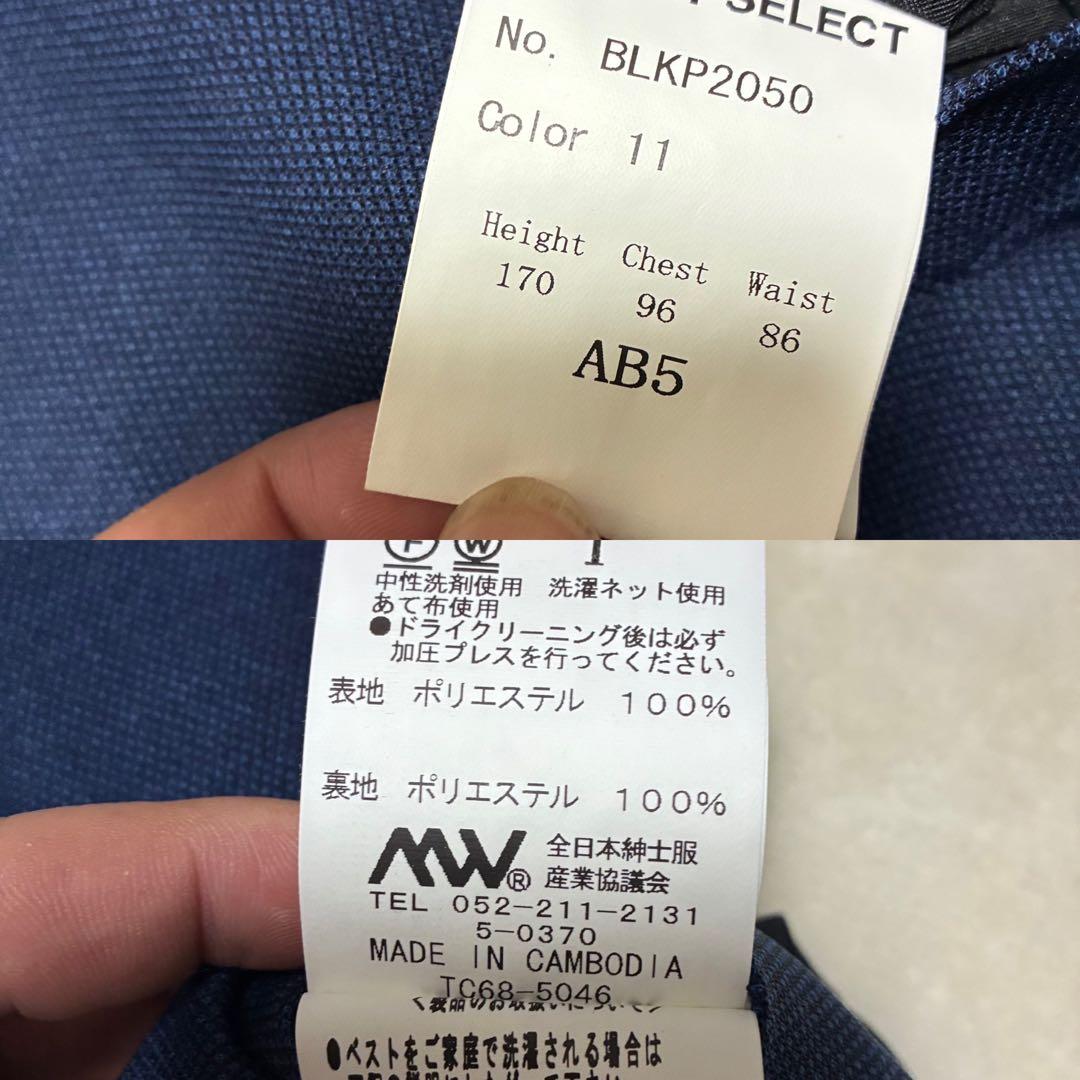 SELECT
No. BLKP2050
Color 11
Height Chest Waist
170 96 86
AB5
中性洗剤使用 洗濯ネット使用
あて布使用
●ドライクリーニング後は必ず
加圧プレスを行ってください。
表地 ポリエステル 100%
裏地 ポリエステル 100%
MW® 全日本紳士服
産業協議会
TEL 052-211-2131
5-0370
MADE IN CAMBODIA
TC68-5046
●ベストをご家庭で洗濯される場合は